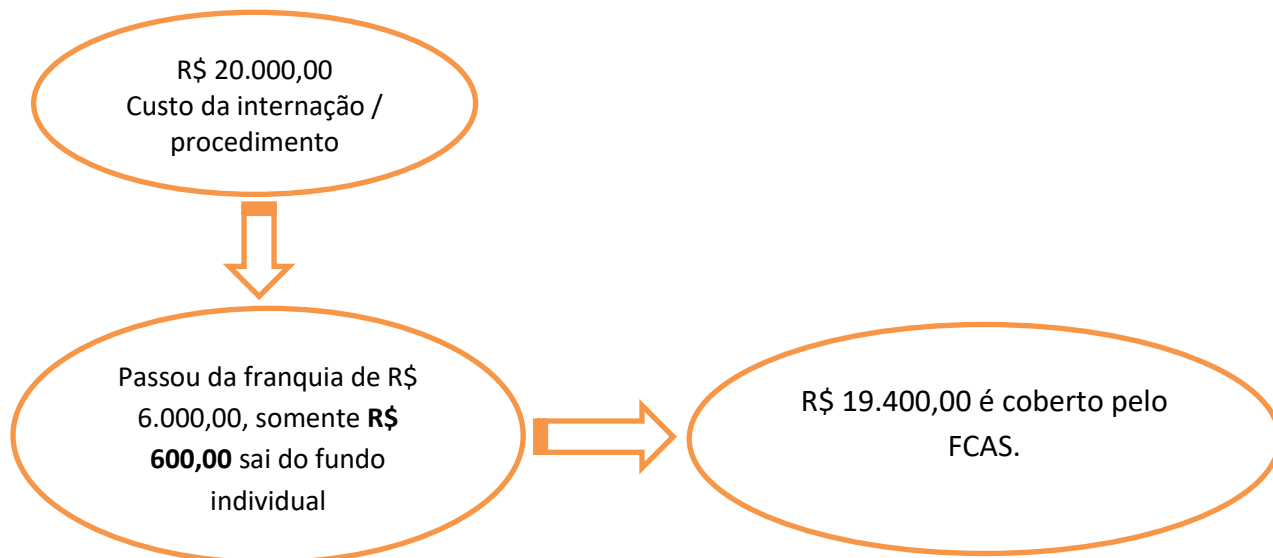 R$ 20.000,00
Custo da internação /
procedimento
Passou da franquia de R$
6.000,00, somente R$
600,00 sai do fundo
individual
R$ 19.400,00 é coberto pelo
FCAS.